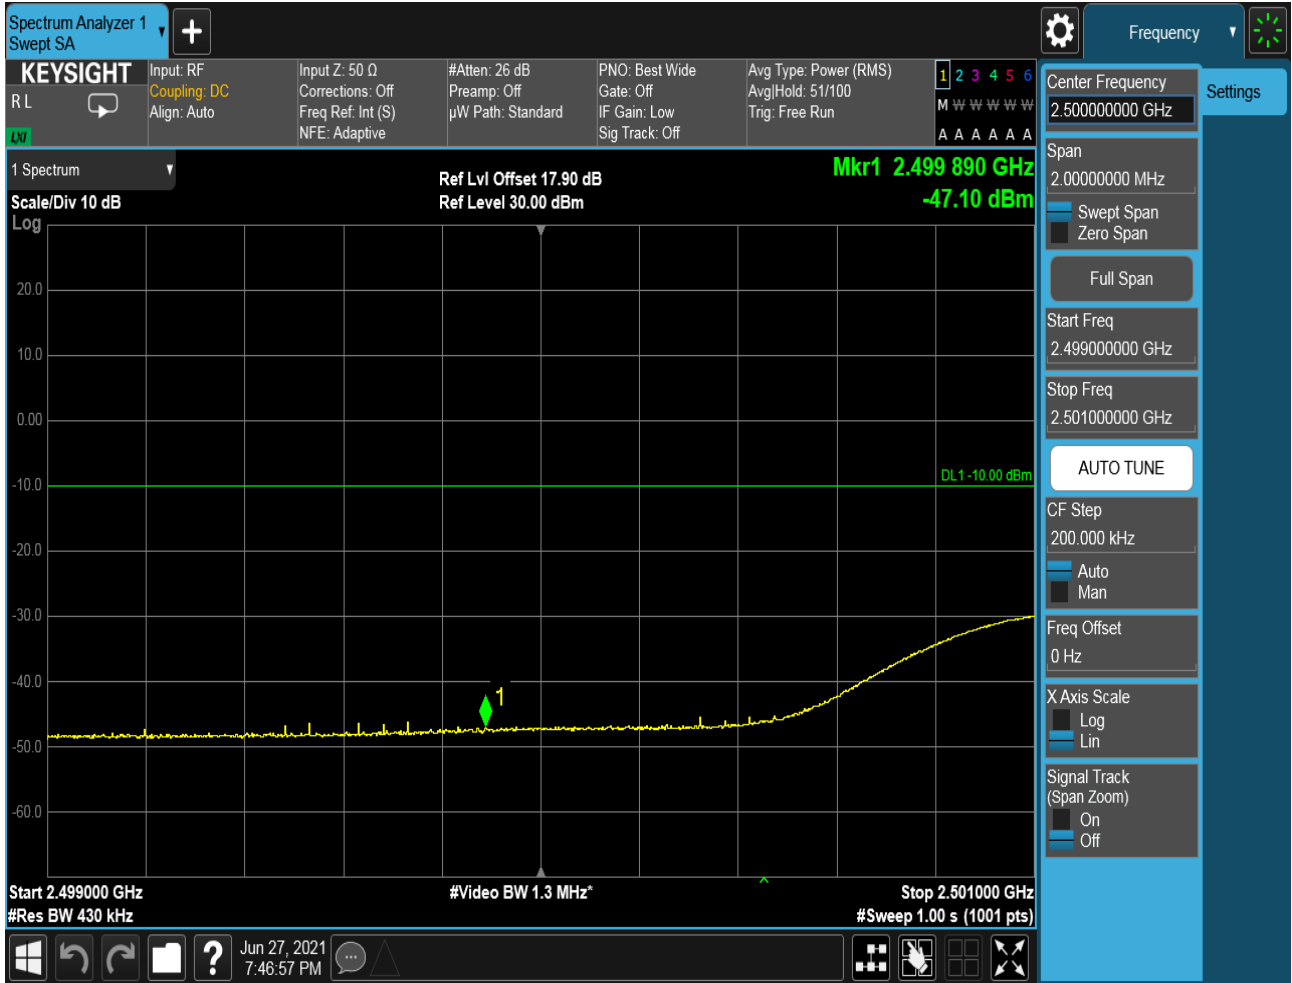 Spectrum Analyzer 1
Swept SA
Frequency
KEYSIGHT
R L
LXI
Input: RF
Coupling: DC
Align: Auto
Input Z: 50 Ω
Corrections: Off
Freq Ref: Int (S)
NFE: Adaptive
#Atten: 26 dB
Preamp: Off
µW Path: Standard
PNO: Best Wide
Gate: Off
IF Gain: Low
Sig Track: Off
Avg Type: Power (RMS)
Avg|Hold: 51/100
Trig: Free Run
1 2 3 4 5 6
M W W W W W
A A A A A A
1 Spectrum
Scale/Div 10 dB
Log
Ref Lvl Offset 17.90 dB
Ref Level 30.00 dBm
Mkr1 2.499 890 GHz
-47.10 dBm
20.0
10.0
0.00
-10.0
-20.0
-30.0
-40.0
-50.0
-60.0
DL1 -10.00 dBm
1
Start 2.499000 GHz
#Res BW 430 kHz
#Video BW 1.3 MHz*
Stop 2.501000 GHz
#Sweep 1.00 s (1001 pts)
Center Frequency
2.500000000 GHz
Settings
Span
2.00000000 MHz
Swept Span
Zero Span
Full Span
Start Freq
2.499000000 GHz
Stop Freq
2.501000000 GHz
AUTO TUNE
CF Step
200.000 kHz
Auto
Man
Freq Offset
0 Hz
X Axis Scale
Log
Lin
Signal Track
(Span Zoom)
On
Off
?
Jun 27, 2021
7:46:57 PM